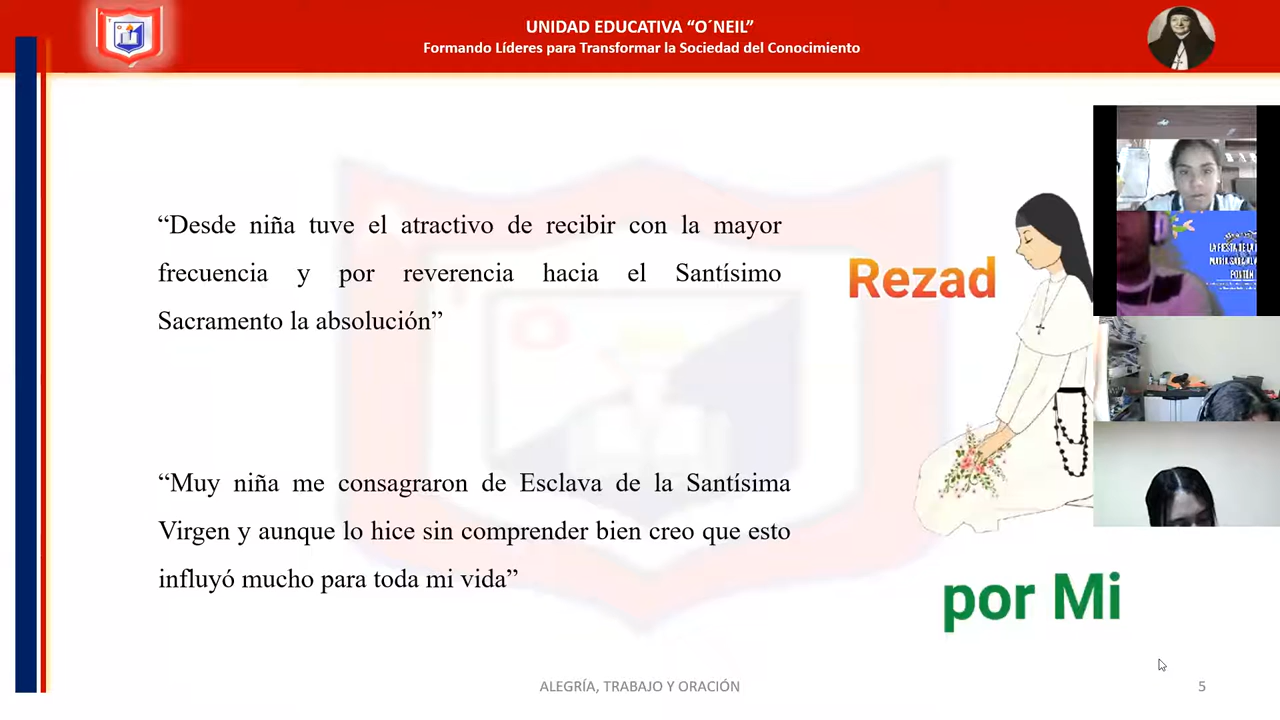 UNIDAD EDUCATIVA “O´NEIL”
Formando Líderes para Transformar la Sociedad del Conocimiento
“Desde niña tuve el atractivo de recibir con la mayor
frecuencia y por reverencia hacia el Santísimo
Sacramento la absolución”
Rezad
“Muy niña me consagraron de Esclava de la Santísima
Virgen y aunque lo hice sin comprender bien creo que esto
influyó mucho para toda mi vida”
por Mi
ALEGRÍA, TRABAJO Y ORACIÓN
5